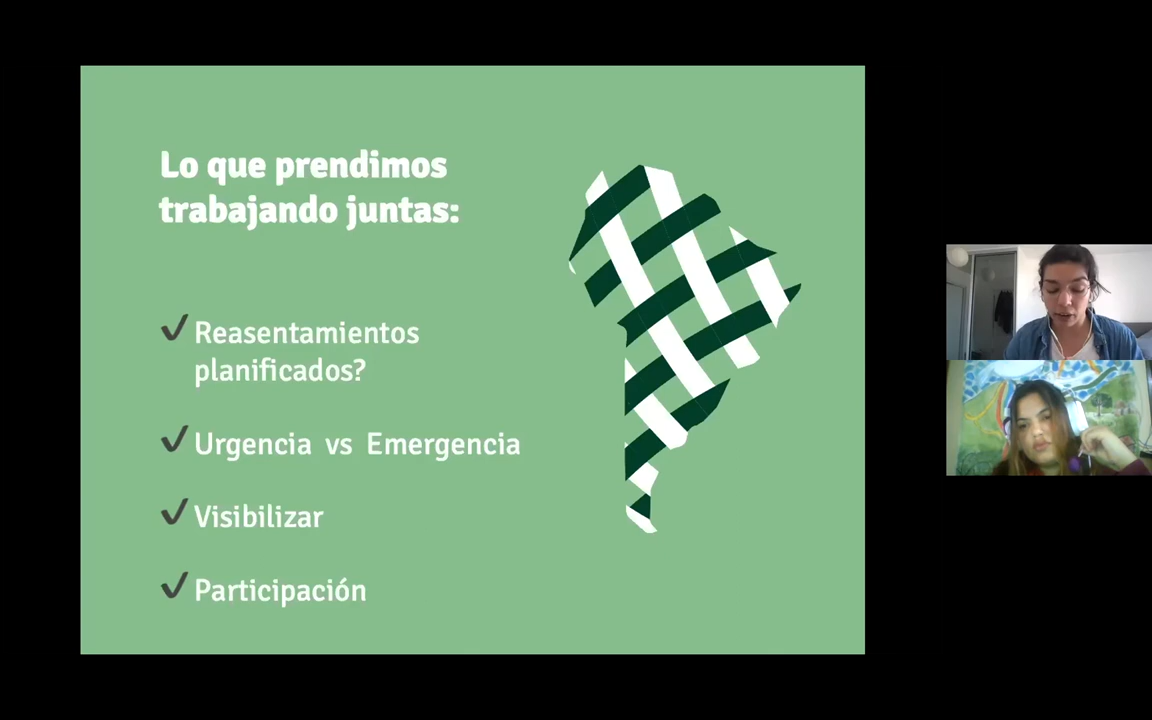 Lo que prendimos
trabajando juntas:
Reasentamientos
planificados?
Urgencia vs Emergencia
Visibilizar
Participación